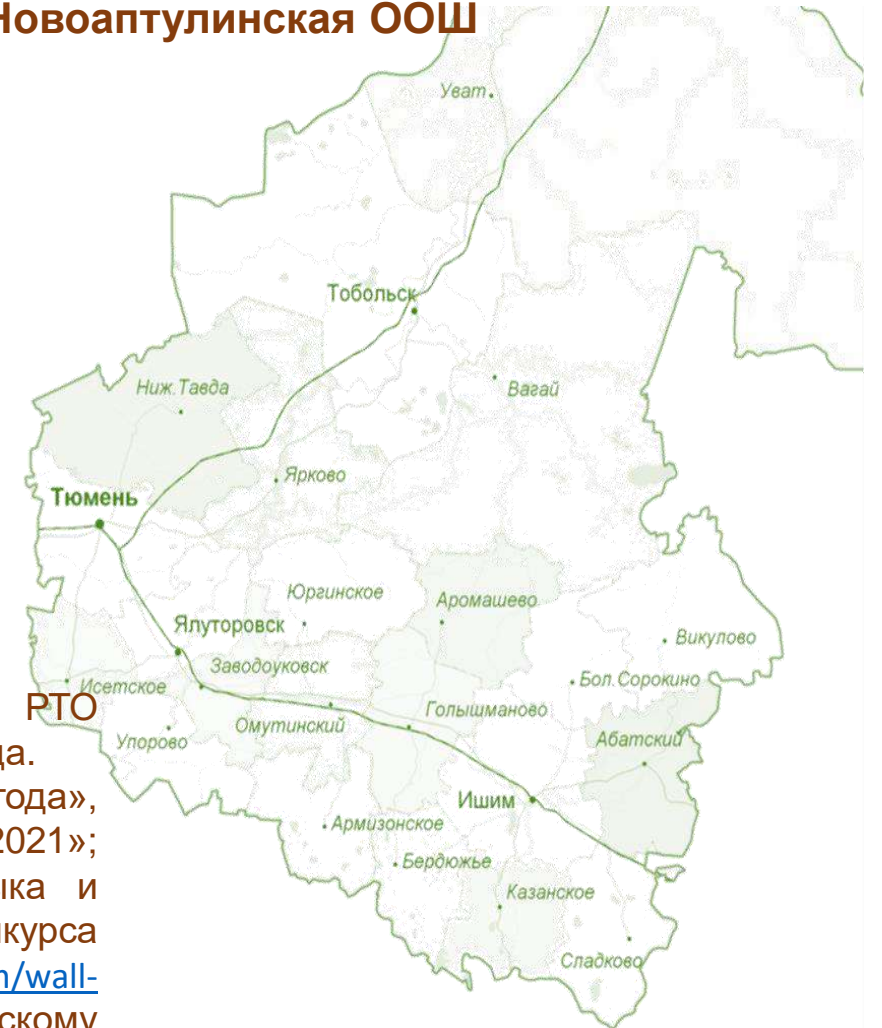 Новоаптулинская ООШ
Уват
Тобольск
Ниж.Тавда
Вагай
Ярково
Тюмень
Юргинское
Аромашево
Ялуторовск
Викулово
Заводоуковск
Бол.Сорокино
Исетское
РТО
Голышманово
Омутинский
Упорово
Абатский
да.
года»,
Ишим
2021»;
Армизонское
Бердюжье
ыка и
Казанское
нкурса
Сладково
n/wall-
скому